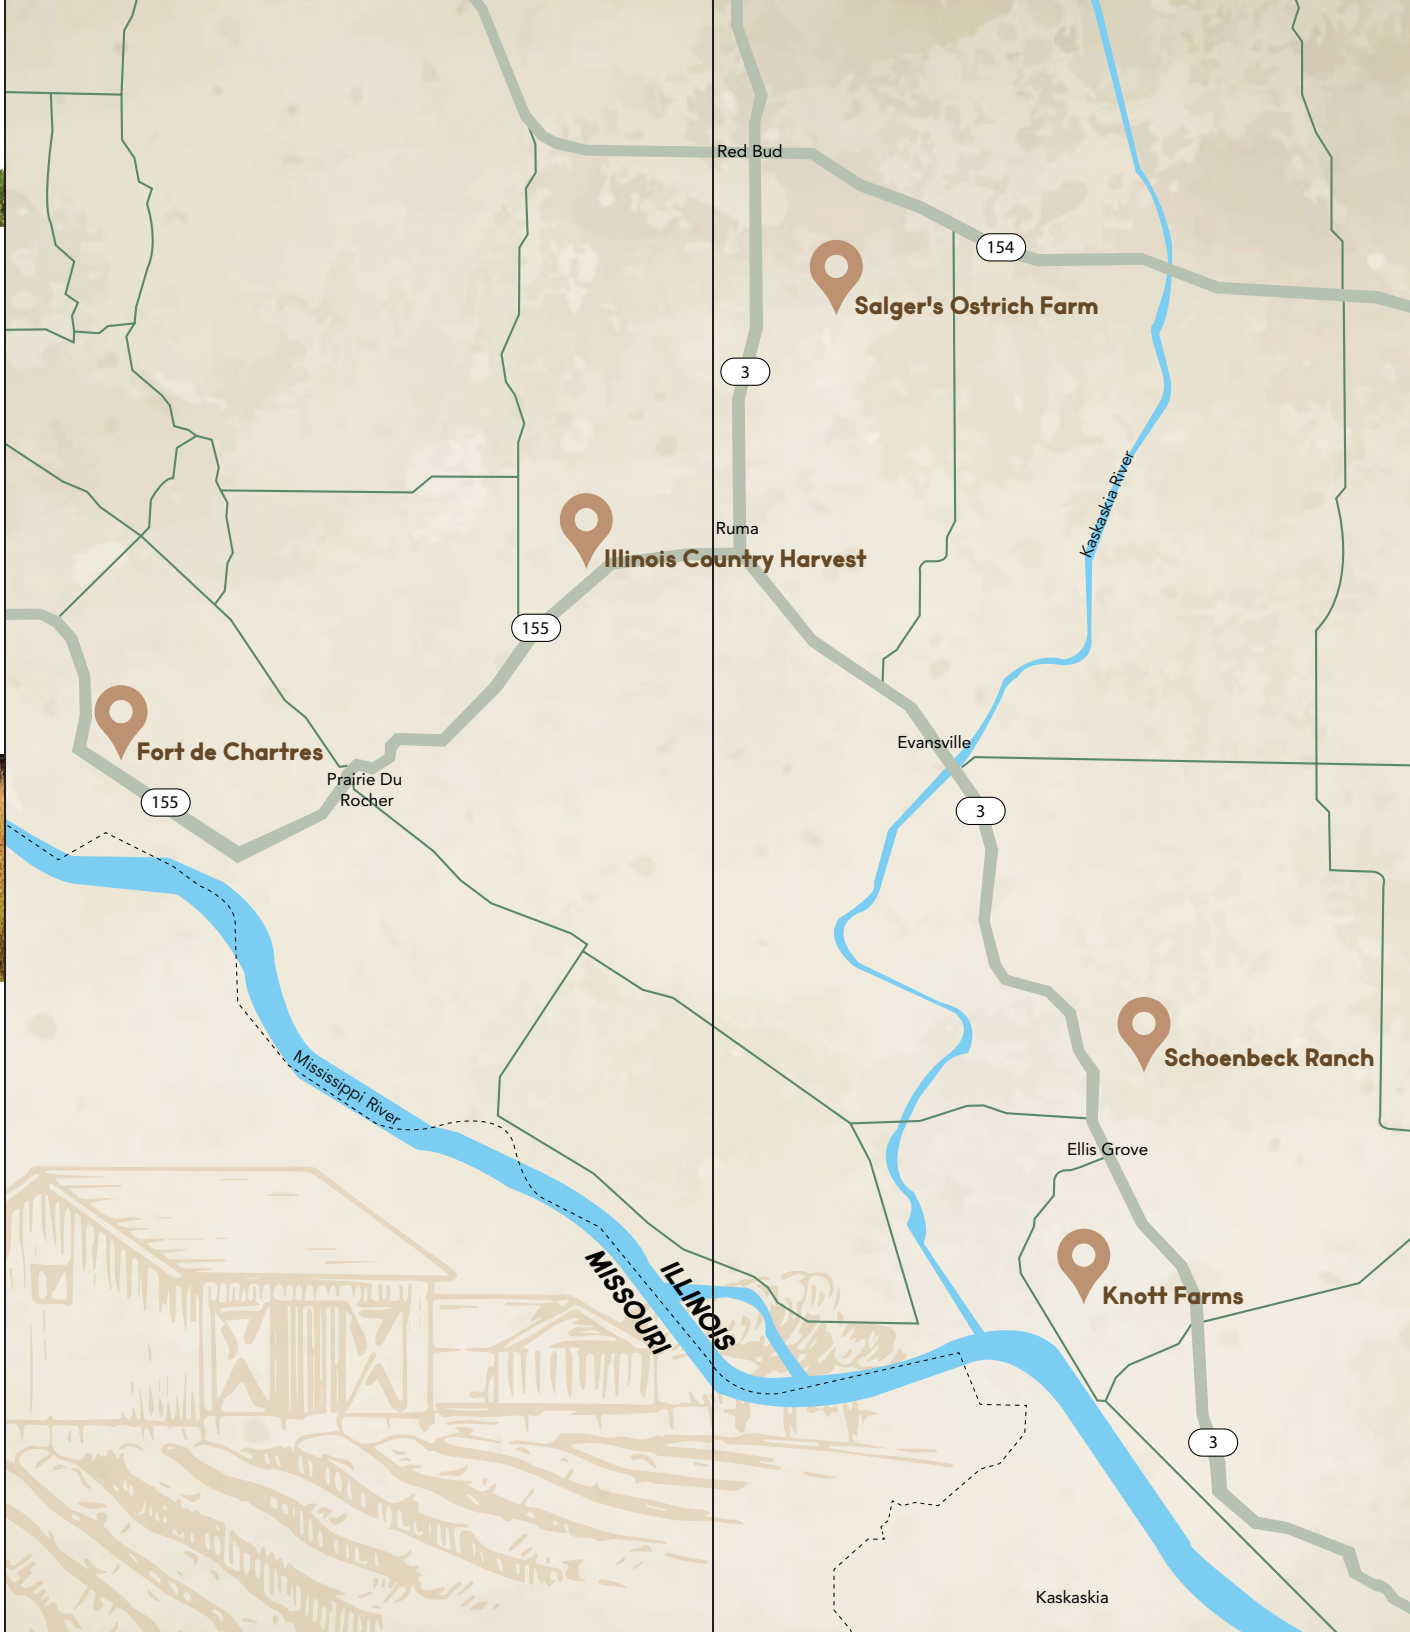 Red Bud
154
Salger's Ostrich Farm
3
Kaskaskia River
Ruma
Illinois Country Harvest
155
Fort de Chartres
Evansville
Prairie Du
Rocher
155
3
Schoenbeck Ranch
Mississippi River
Ellis Grove
ILLINOIS
MISSOURI
Knott Farms
3
Kaskaskia